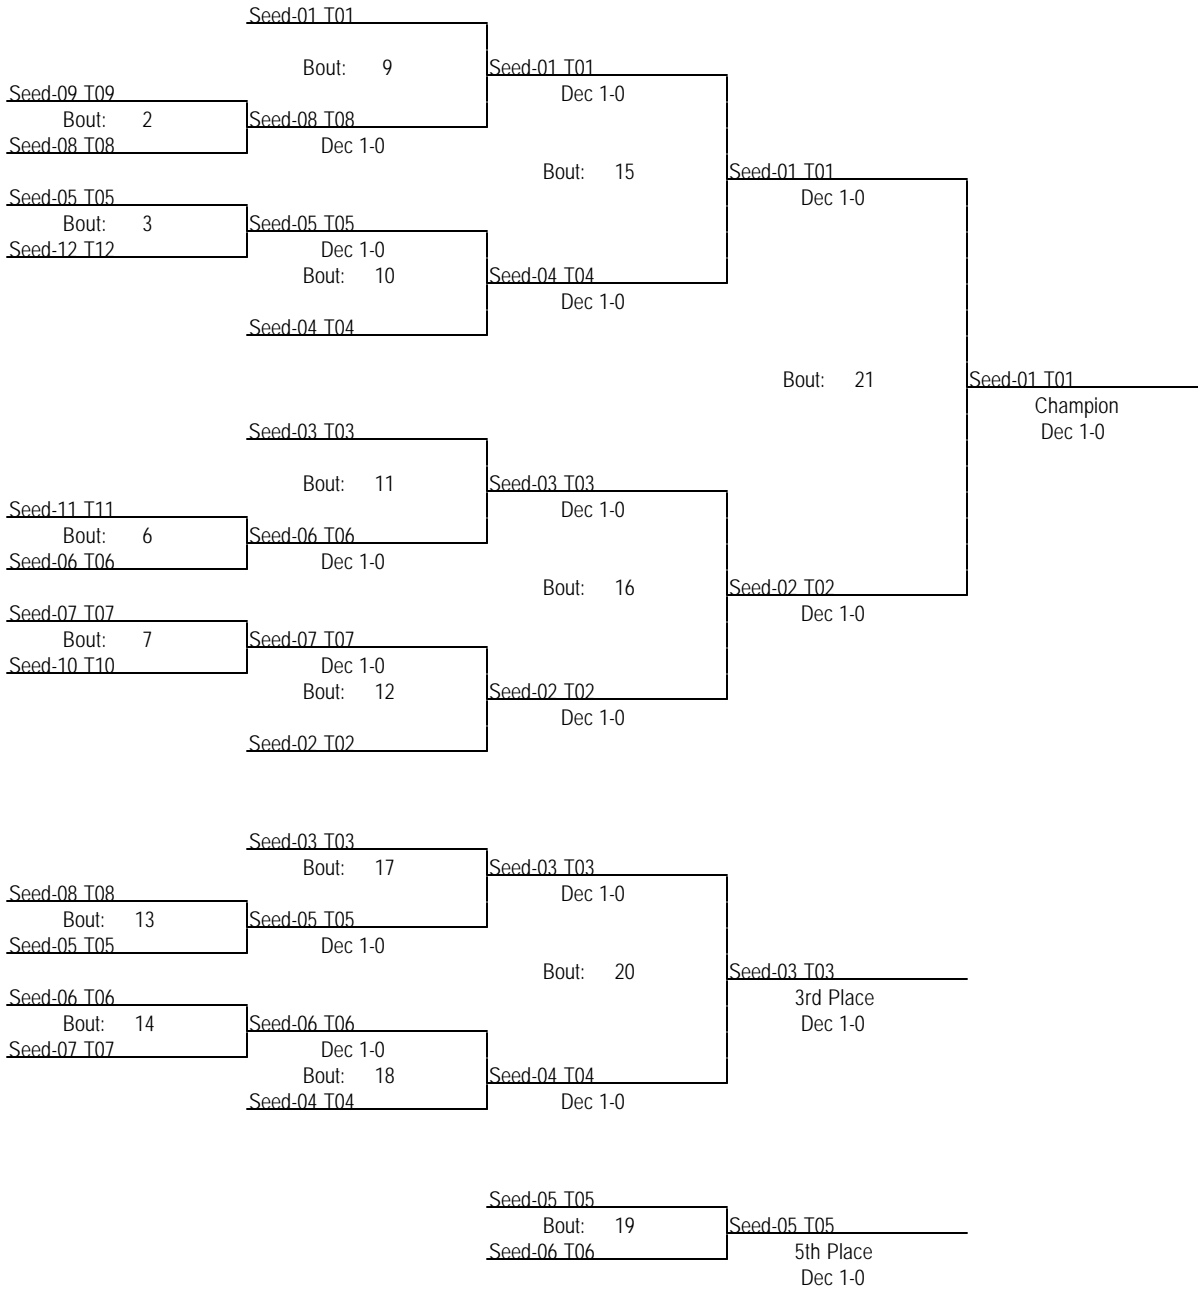 Seed-01 T01
Bout: 9
Seed-01 T01
Dec 1-0
Seed-09 T09
Bout: 2
Seed-08 T08
Seed-08 T08
Dec 1-0
Bout: 15
Seed-01 T01
Dec 1-0
Seed-05 T05
Bout: 3
Seed-12 T12
Seed-05 T05
Dec 1-0
Bout: 10
Seed-04 T04
Dec 1-0
Seed-04 T04
Bout: 21
Seed-01 T01
Champion
Dec 1-0
Seed-03 T03
Bout: 11
Seed-03 T03
Dec 1-0
Seed-11 T11
Bout: 6
Seed-06 T06
Seed-06 T06
Dec 1-0
Bout: 16
Seed-02 T02
Dec 1-0
Seed-07 T07
Bout: 7
Seed-10 T10
Seed-07 T07
Dec 1-0
Bout: 12
Seed-02 T02
Dec 1-0
Seed-02 T02
Seed-03 T03
Bout: 17
Seed-03 T03
Dec 1-0
Seed-08 T08
Bout: 13
Seed-05 T05
Seed-05 T05
Dec 1-0
Bout: 20
Seed-03 T03
3rd Place
Dec 1-0
Seed-06 T06
Bout: 14
Seed-07 T07
Seed-06 T06
Dec 1-0
Bout: 18
Seed-04 T04
Dec 1-0
Seed-04 T04
Seed-05 T05
Bout: 19
Seed-06 T06
Seed-05 T05
5th Place
Dec 1-0